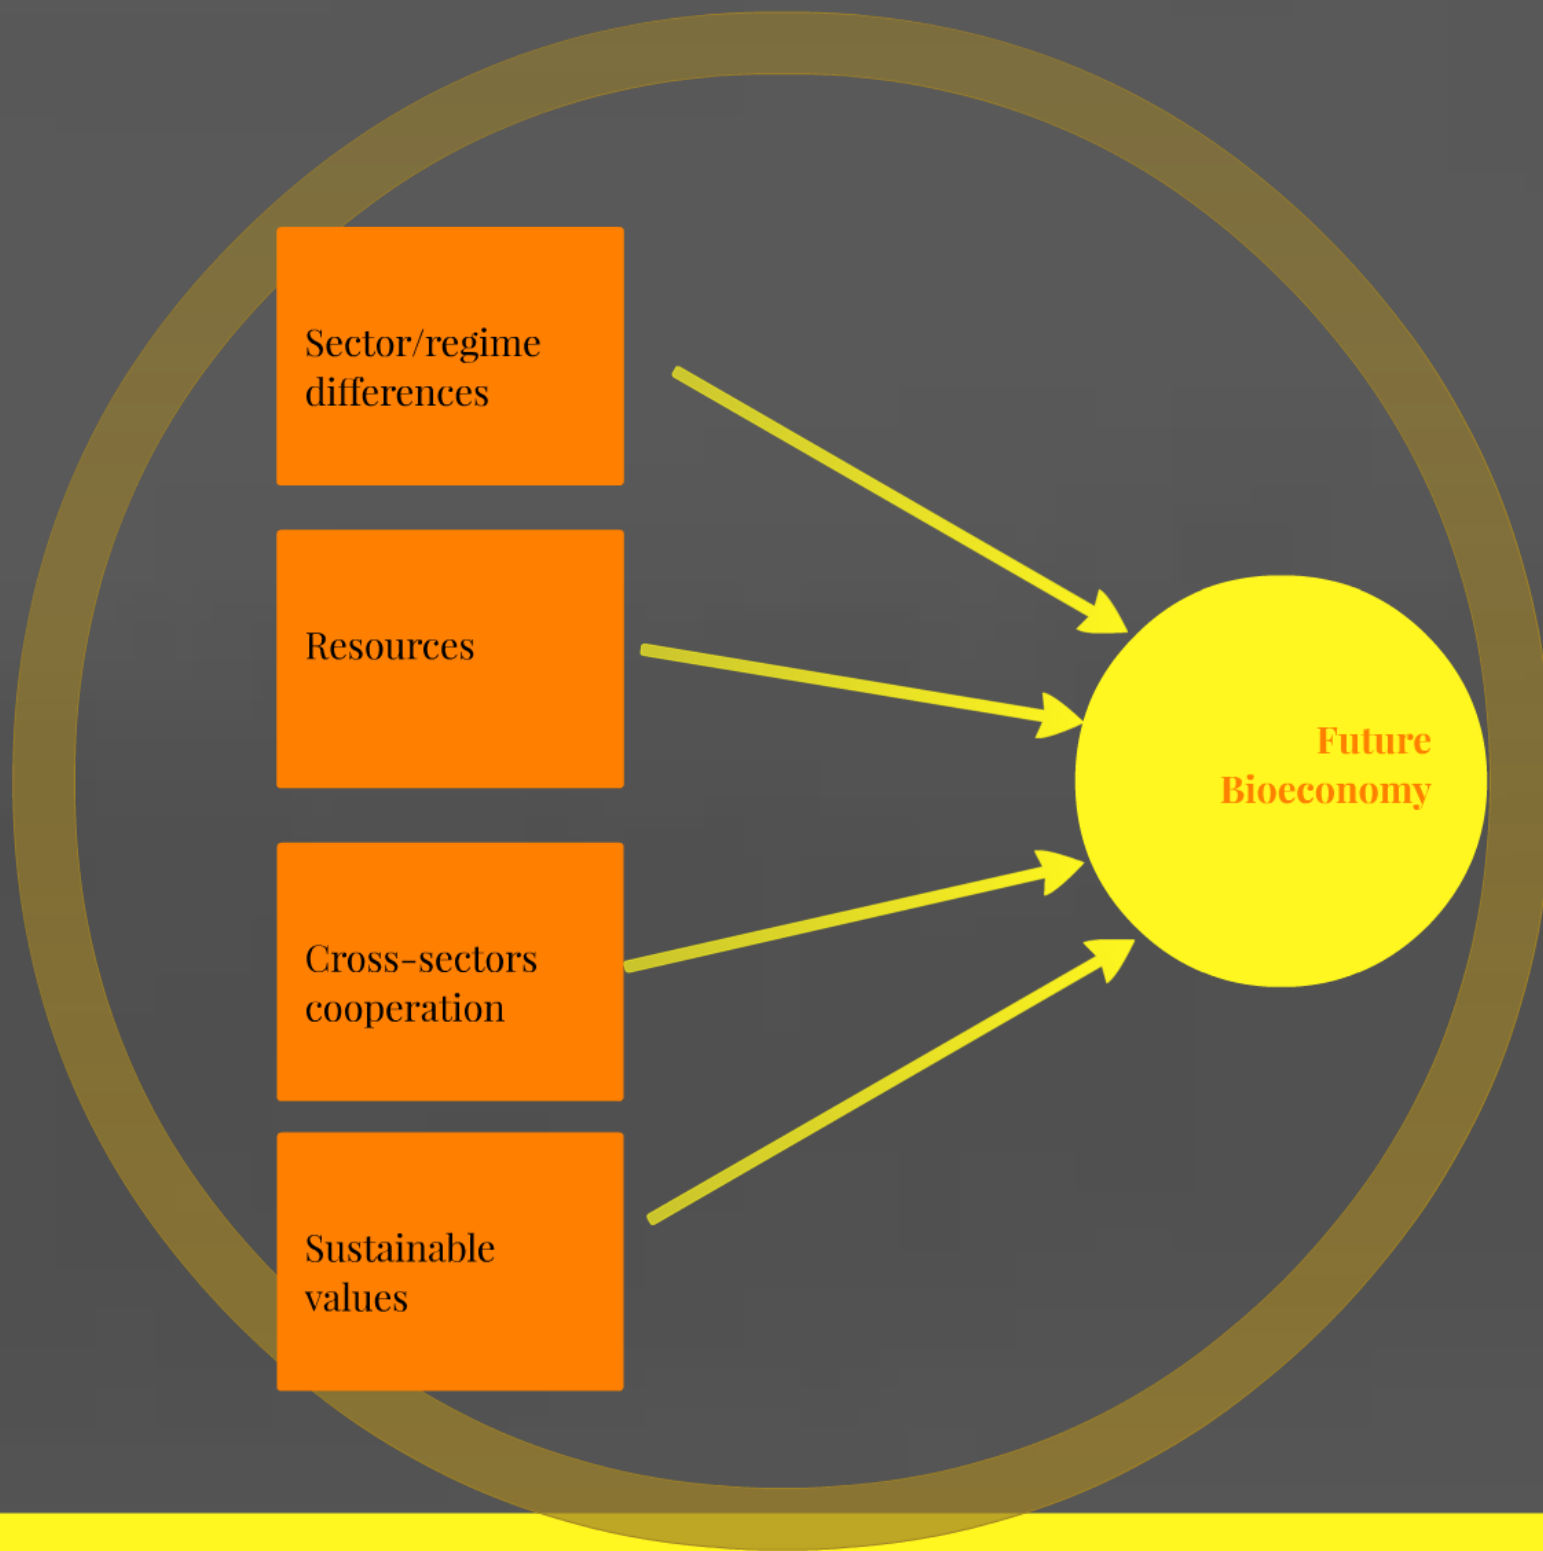 Sector/regime
differences
Resources
Future
Bioeconomy
Cross-sectors
cooperation
Sustainable
values